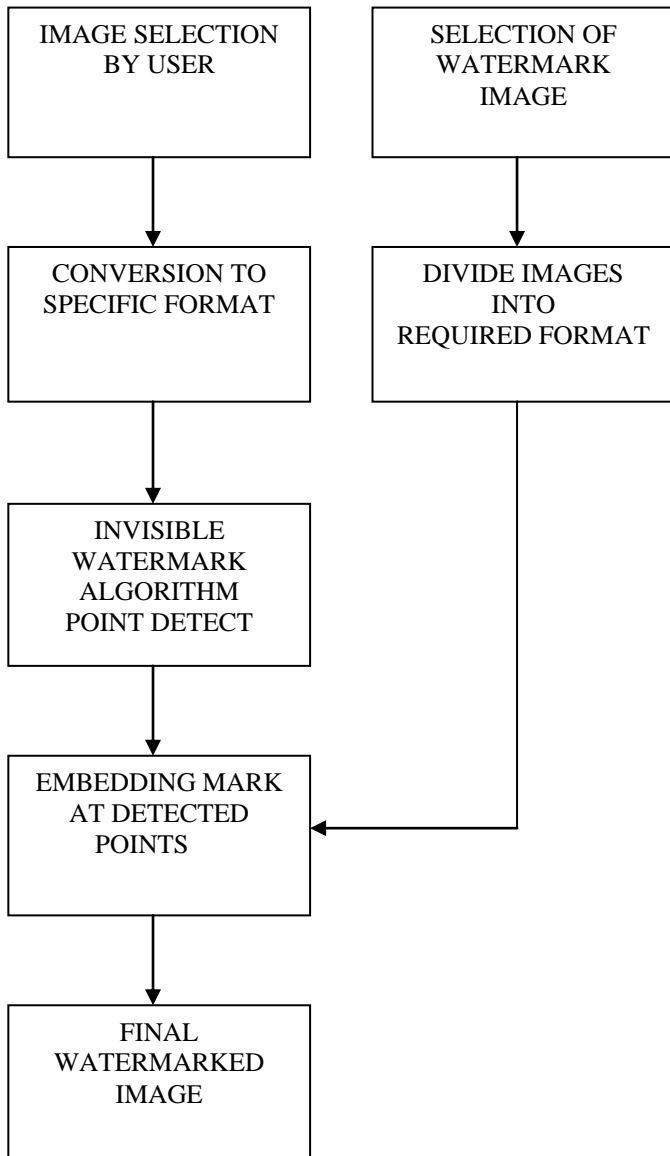 IMAGE SELECTION
BY USER
SELECTION OF
WATERMARK
IMAGE
CONVERSION TO
SPECIFIC FORMAT
DIVIDE IMAGES
INTO
REQUIRED FORMAT
INVISIBLE
WATERMARK
ALGORITHM
POINT DETECT
EMBEDDING MARK
AT DETECTED
POINTS
FINAL
WATERMARKED
IMAGE